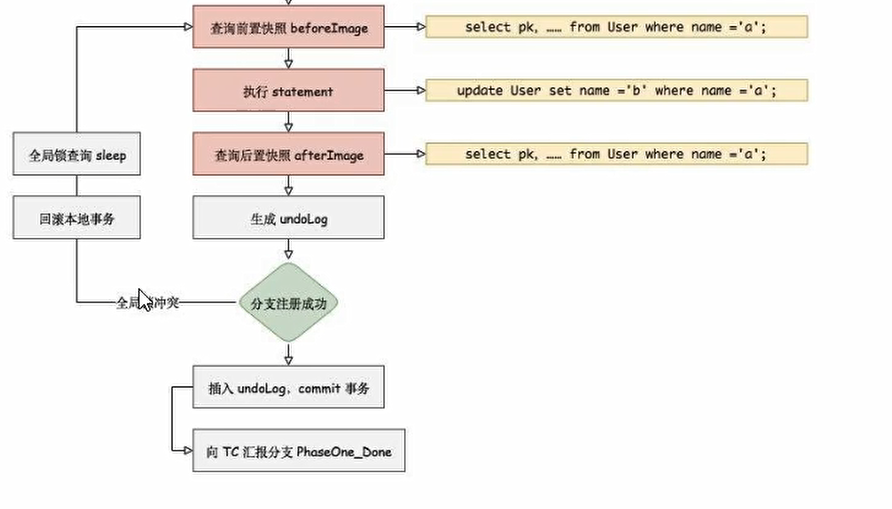 查询前置快照 beforeImage
select pk, …… from User where name ='a';
执行 statement
update User set name ='b' where name ='a';
全局锁查询 sleep
查询后置快照 afterImage
select pk, …… from User where name ='a';
回滚本地事务
生成 undoLog
全局 冲突
分支注册成功
插入 undoLog，commit 事务
向 TC 汇报分支 PhaseOne_Done